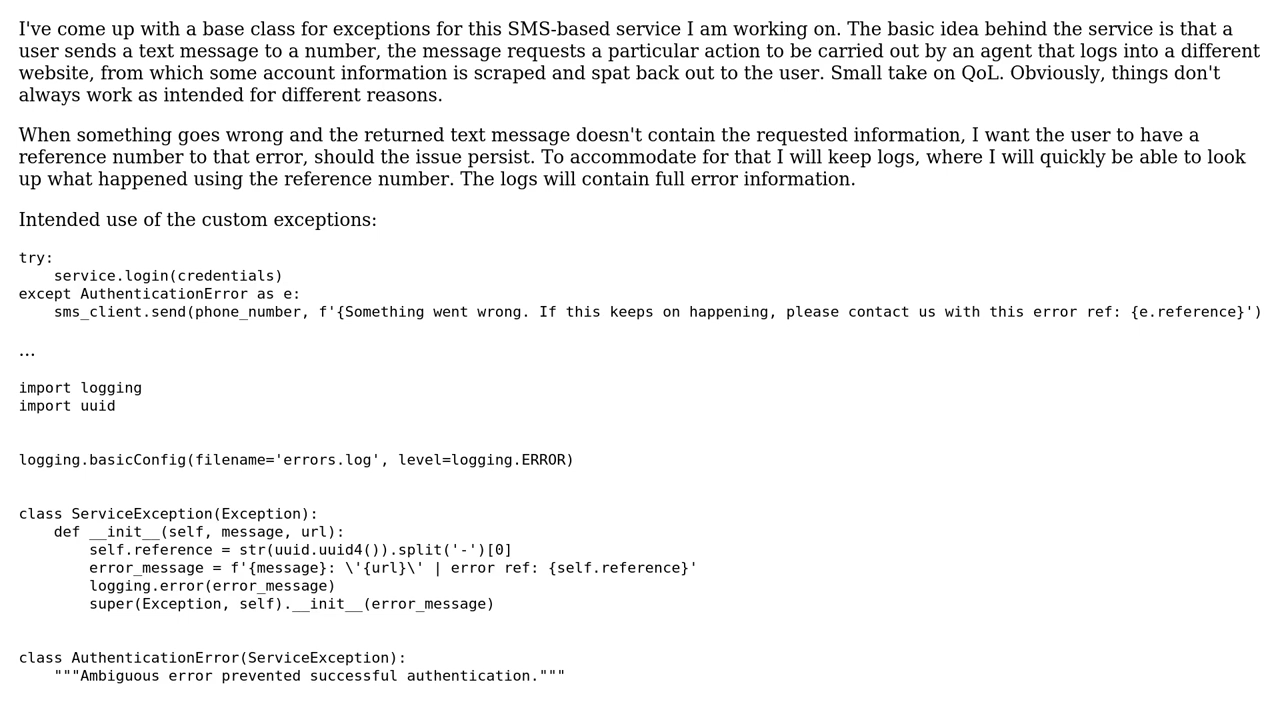 I've come up with a base class for exceptions for this SMS-based service I am working on. The basic idea behind the service is that a
user sends a text message to a number, the message requests a particular action to be carried out by an agent that logs into a different
website, from which some account information is scraped and spat back out to the user. Small take on QoL. Obviously, things don't
always work as intended for different reasons.
When something goes wrong and the returned text message doesn't contain the requested information, I want the user to have a
reference number to that error, should the issue persist. To accommodate for that I will keep logs, where I will quickly be able to look
up what happened using the reference number. The logs will contain full error information.
Intended use of the custom exceptions:
try:
    service.login(credentials)
except AuthenticationError as e:
    sms_client.send(phone_number, f'{Something went wrong. If this keeps on happening, please contact us with this error ref: {e.reference}')
...
import logging
import uuid
logging.basicConfig(filename='errors.log', level=logging.ERROR)
class ServiceException(Exception):
    def __init__(self, message, url):
        self.reference = str(uuid.uuid4()).split('-')[0]
        error_message = f'{message}: \'{url}\' | error ref: {self.reference}'
        logging.error(error_message)
        super(Exception, self).__init__(error_message)
class AuthenticationError(ServiceException):
    """Ambiguous error prevented successful authentication."""